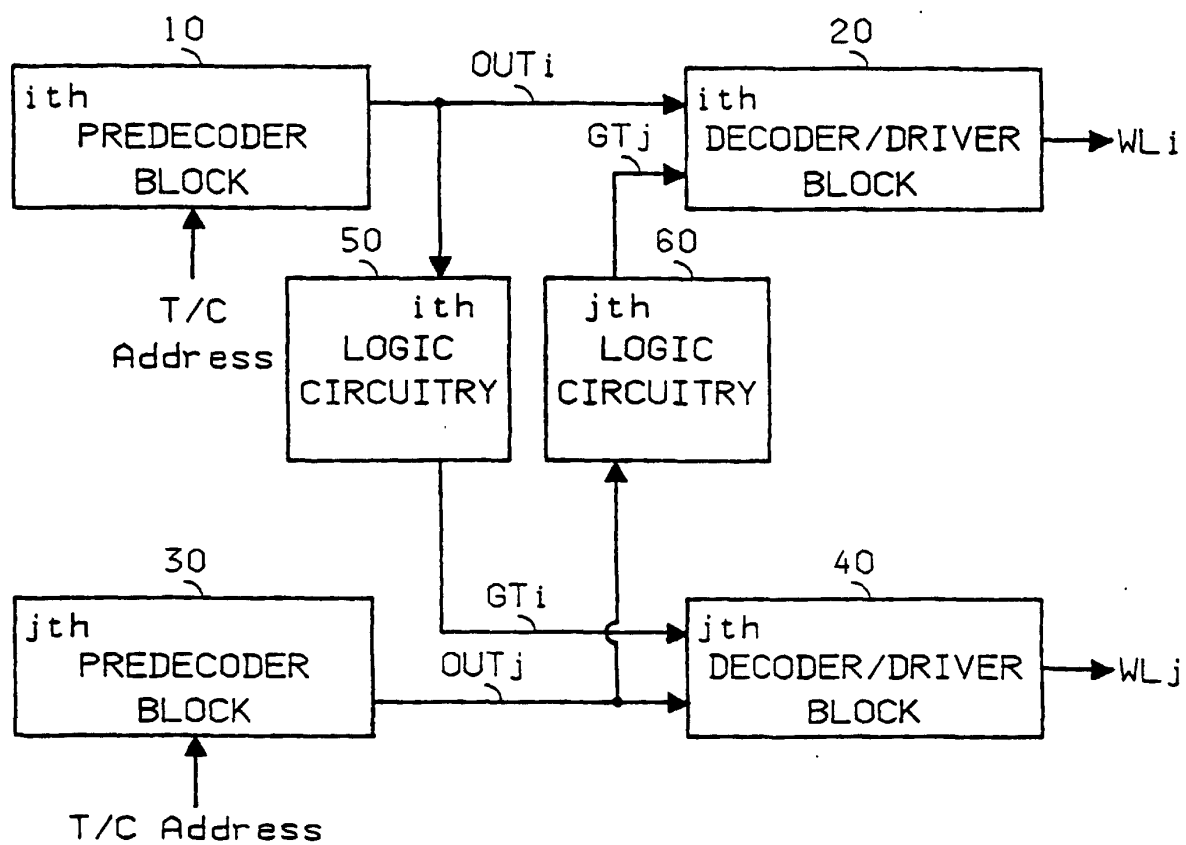 10
OUTi
20
ith
PREDECODER
BLOCK
GTj
ith
DECODER/DRIVER
BLOCK
WLi
T/C
Address
50
ith
LOGIC
CIRCUITRY
60
jth
LOGIC
CIRCUITRY
30
GTi
40
jth
PREDECODER
BLOCK
OUTj
jth
DECODER/DRIVER
BLOCK
WLj
T/C Address